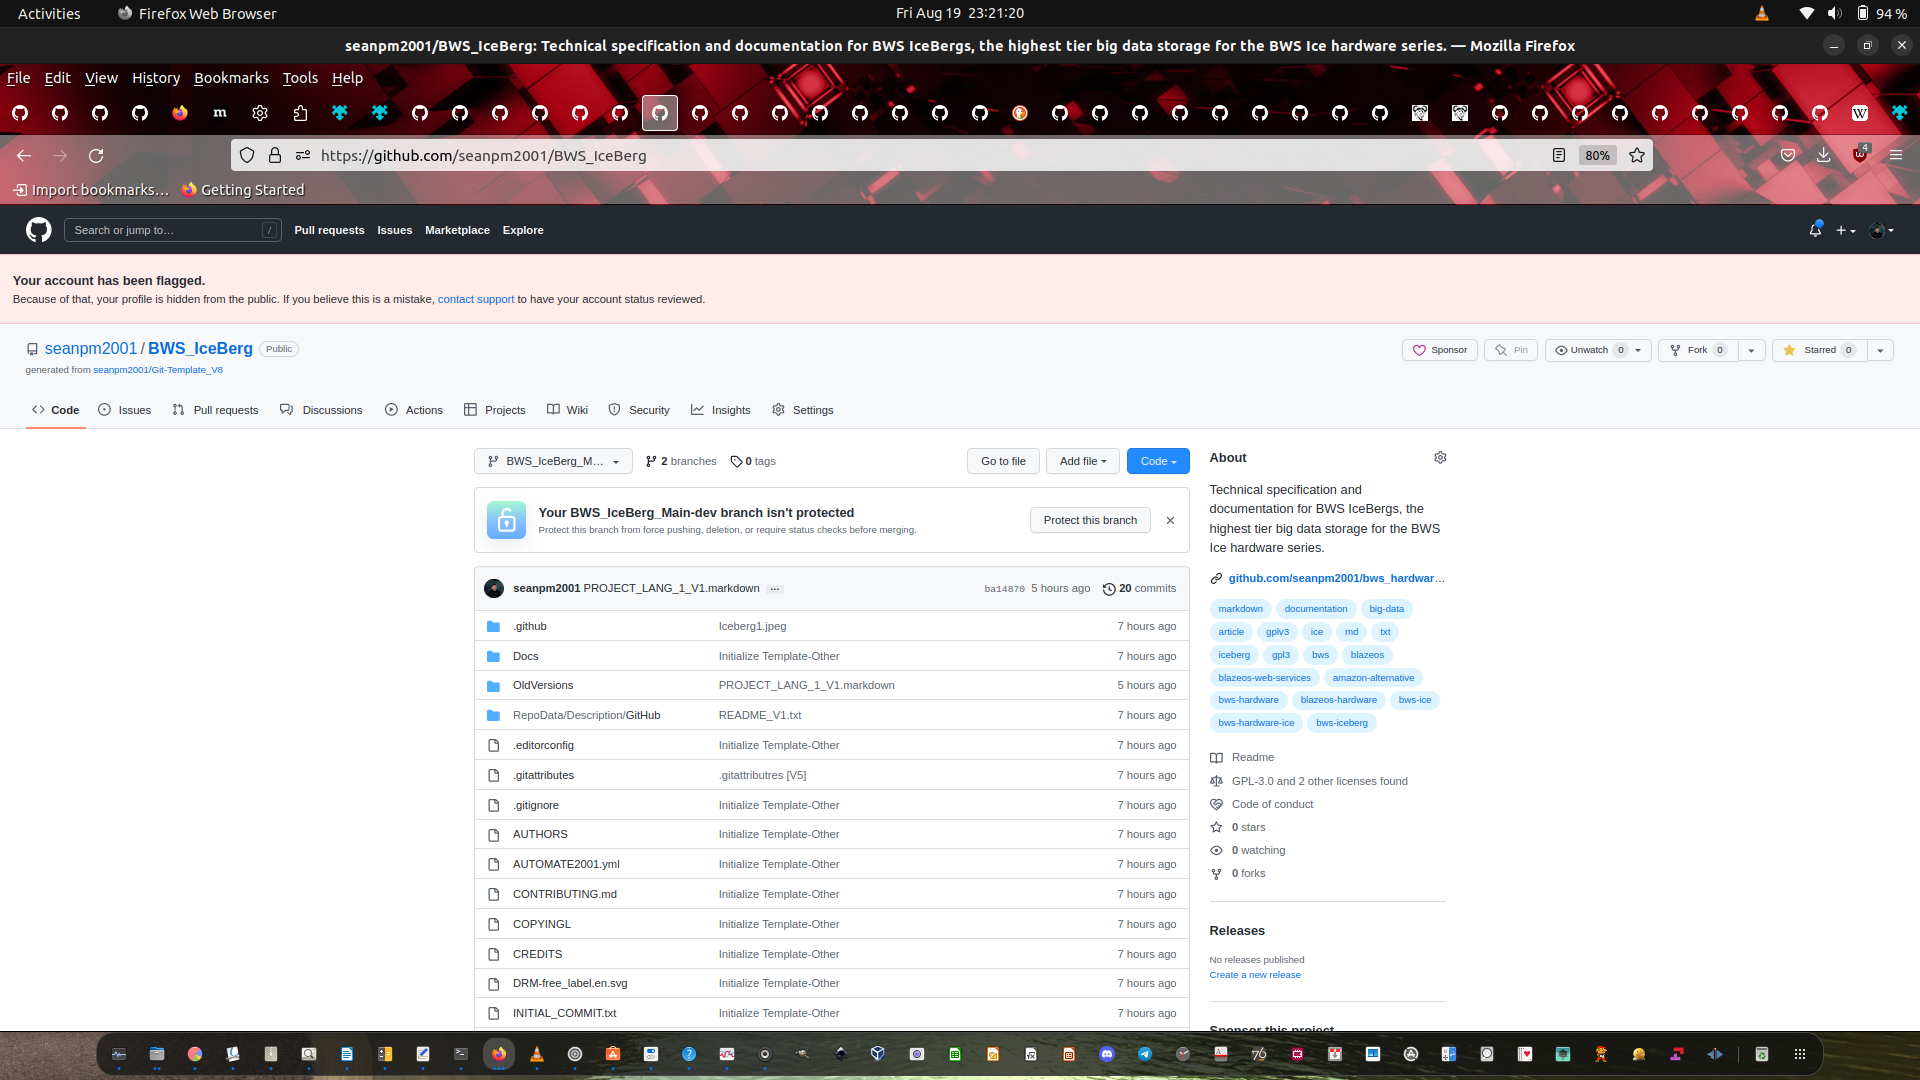 Activities
Firefox Web Browser
Fri Aug 19 23:21:20
94 %
seanpm2001/BWS_IceBerg: Technical specification and documentation for BWS IceBergs, the highest tier big data storage for the BWS Ice hardware series. — Mozilla Firefox
File Edit View History Bookmarks Tools Help
https://github.com/seanpm2001/BWS_IceBerg
80%
4
Import bookmarks… Getting Started
Search or jump to… /
Pull requests Issues Marketplace Explore
Your account has been flagged.
Because of that, your profile is hidden from the public. If you believe this is a mistake, contact support to have your account status reviewed.
seanpm2001 / BWS_IceBerg Public
Sponsor Pin Unwatch 0 Fork 0 Starred 0
generated from seanpm2001/Git-Template_V8
Code Issues Pull requests Discussions Actions Projects Wiki Security Insights Settings
BWS_IceBerg_M… 2 branches 0 tags
Go to file Add file Code
Your BWS_IceBerg_Main-dev branch isn't protected
Protect this branch from force pushing, deletion, or require status checks before merging.
Protect this branch
seanpm2001 PROJECT_LANG_1_V1.markdown … ba14870 5 hours ago 20 commits
.github Iceberg1.jpeg 7 hours ago
Docs Initialize Template-Other 7 hours ago
OldVersions PROJECT_LANG_1_V1.markdown 5 hours ago
RepoData/Description/GitHub README_V1.txt 7 hours ago
.editorconfig Initialize Template-Other 7 hours ago
.gitattributes .gitattributres [V5] 7 hours ago
.gitignore Initialize Template-Other 7 hours ago
AUTHORS Initialize Template-Other 7 hours ago
AUTOMATE2001.yml Initialize Template-Other 7 hours ago
CONTRIBUTING.md Initialize Template-Other 7 hours ago
COPYINGL Initialize Template-Other 7 hours ago
CREDITS Initialize Template-Other 7 hours ago
DRM-free_label.en.svg Initialize Template-Other 7 hours ago
INITIAL_COMMIT.txt Initialize Template-Other 7 hours ago
About
Technical specification and
documentation for BWS IceBergs, the
highest tier big data storage for the BWS
Ice hardware series.
github.com/seanpm2001/bws_hardwar…
markdown documentation big-data
article gplv3 ice md txt
iceberg gpl3 bws blazeos
blazeos-web-services amazon-alternative
bws-hardware blazeos-hardware bws-ice
bws-hardware-ice bws-iceberg
Readme
GPL-3.0 and 2 other licenses found
Code of conduct
0 stars
0 watching
0 forks
Releases
No releases published
Create a new release
Sponsor this project